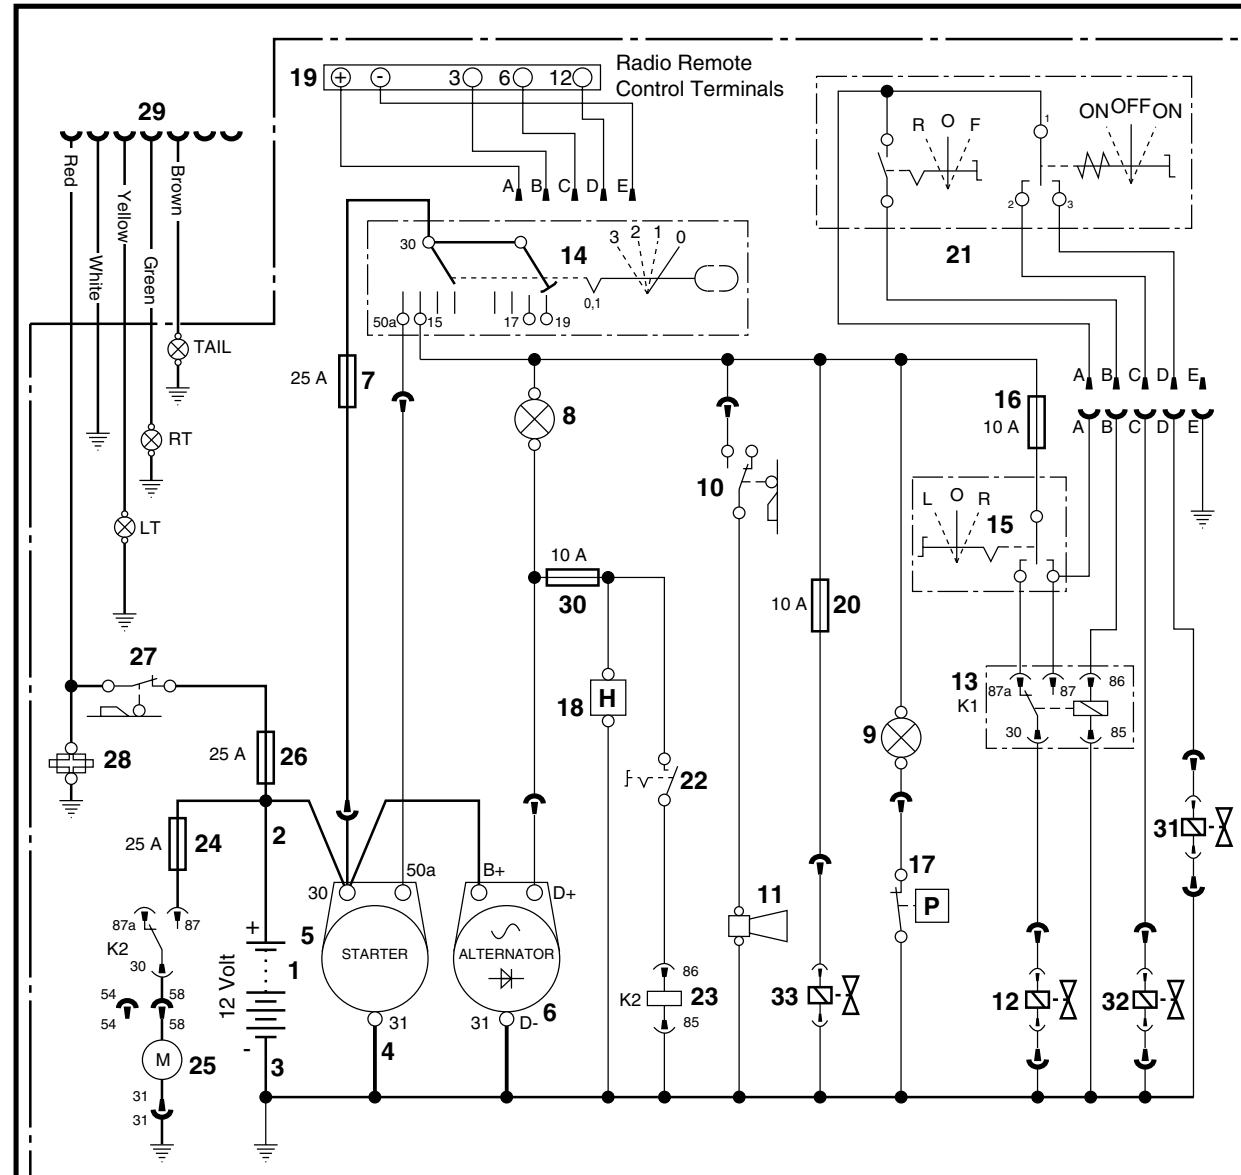 Radio Remote
Control Terminals
19
+
-
3
6
12
29
Red
White
Yellow
Green
Brown
A
B
C
D
E
R
O
F
ON
OFF
ON
1
2
3
21
30
14
3
2
1
0
0,1
50a
15
17
19
TAIL
RT
LT
25 A
7
8
10
16
10 A
A
B
C
D
E
A
B
C
D
E
L
O
R
15
10 A
30
10 A
20
27
28
25 A
26
18
H
22
9
13
K1
87a
87
86
30
85
31
25 A
24
2
30
50a
B+
D+
17
P
11
87a
87
K2
30
5
STARTER
ALTERNATOR
+
12 Volt
1
-
54
54
58
58
86
K2
23
85
33
12
32
31
31
D-
6
M
25
3
4
31
31